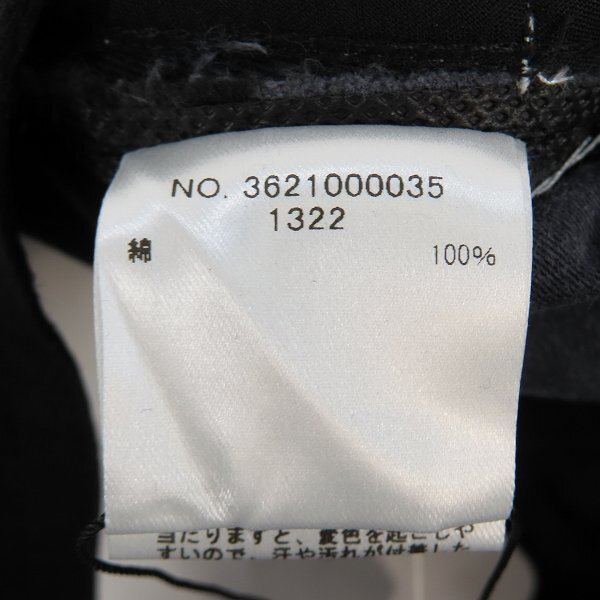 NO. 3621000035
1322
綿 100%
当たりますと、変色を起こしや
すいので、汗や汚れが付着した